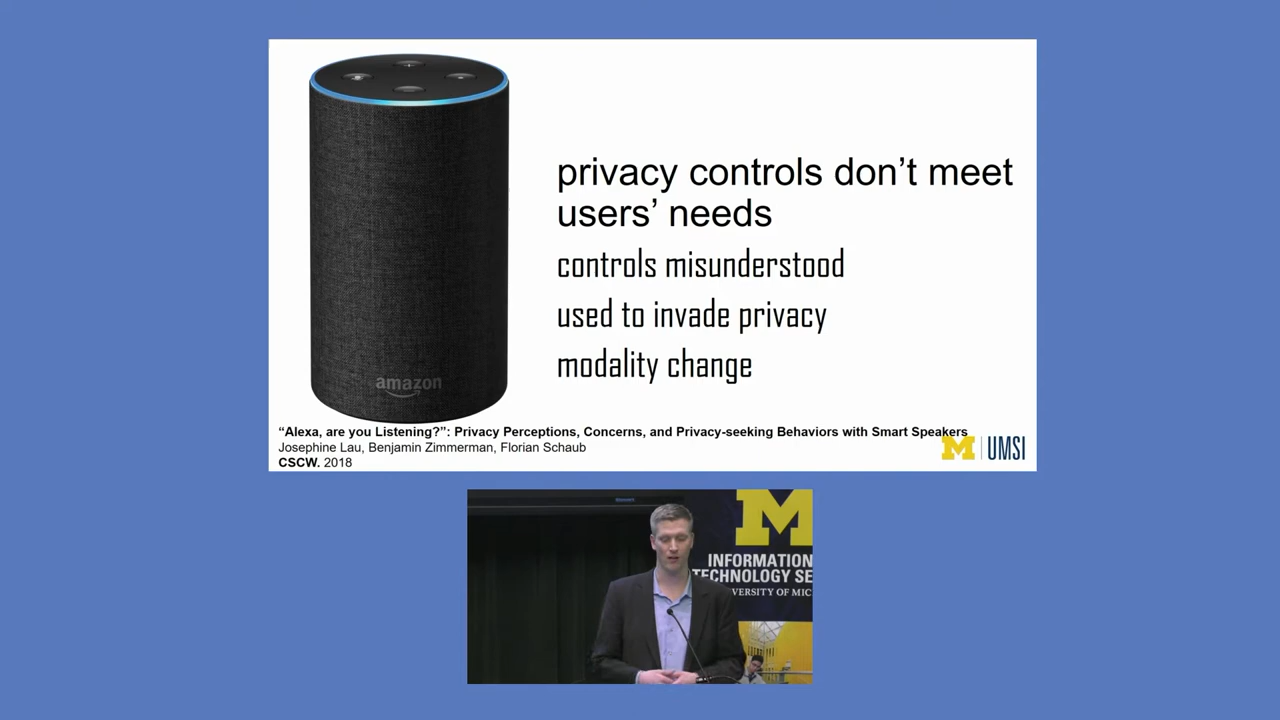 privacy controls don’t meet
users’ needs
controls misunderstood
used to invade privacy
modality change
amazon
“Alexa, are you Listening?”: Privacy Perceptions, Concerns, and Privacy-seeking Behaviors with Smart Speakers
Josephine Lau, Benjamin Zimmerman, Florian Schaub
CSCW. 2018
M UMSI
M
INFORMATION
TECHNOLOGY SE
VERSITY OF MIC